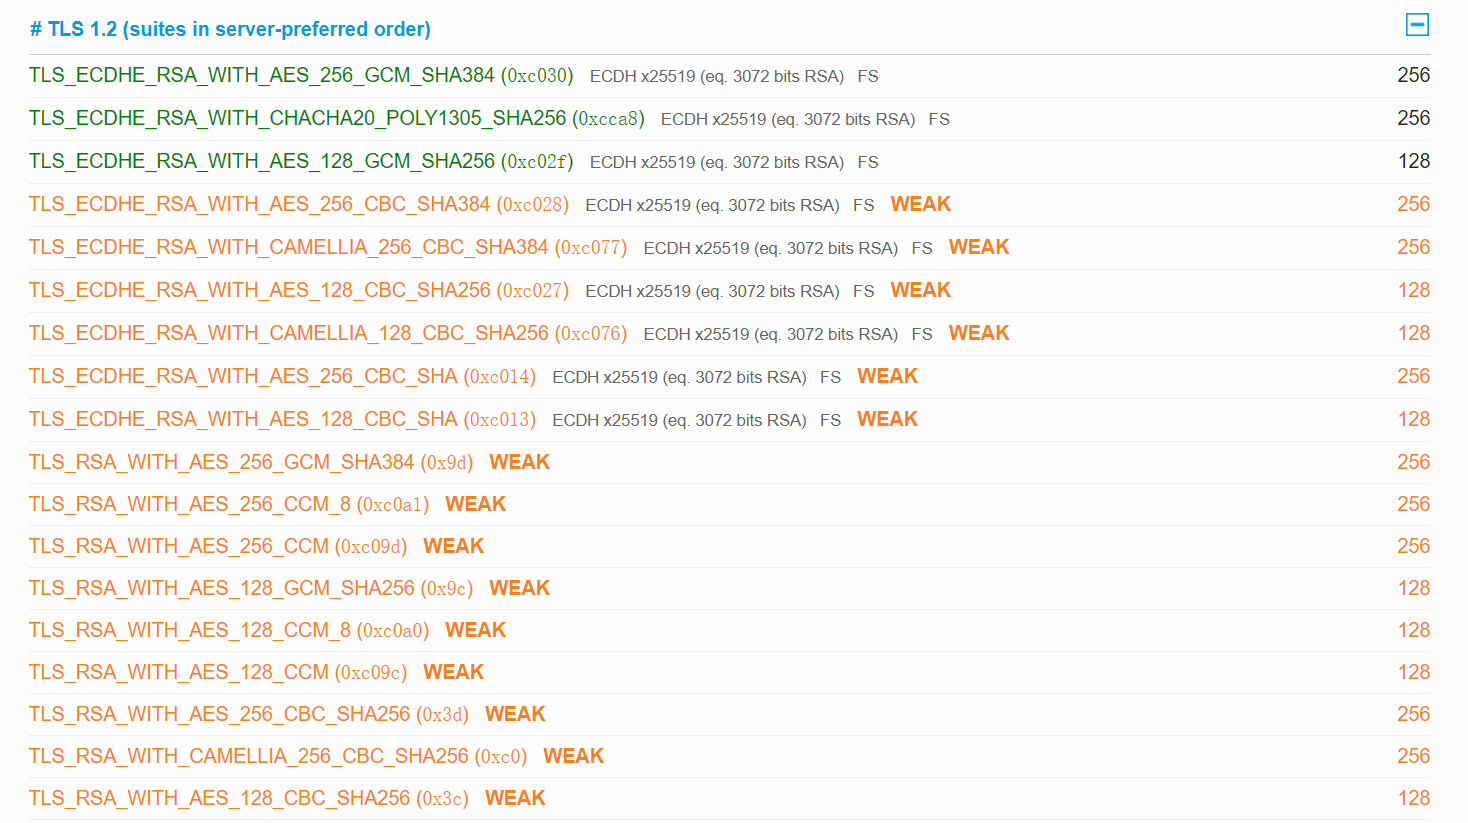 # TLS 1.2 (suites in server-preferred order)
TLS_ECDHE_RSA_WITH_AES_256_GCM_SHA384 (0xc030) ECDH x25519 (eq. 3072 bits RSA) FS 256
TLS_ECDHE_RSA_WITH_CHACHA20_POLY1305_SHA256 (0xcca8) ECDH x25519 (eq. 3072 bits RSA) FS 256
TLS_ECDHE_RSA_WITH_AES_128_GCM_SHA256 (0xc02f) ECDH x25519 (eq. 3072 bits RSA) FS 128
TLS_ECDHE_RSA_WITH_AES_256_CBC_SHA384 (0xc028) ECDH x25519 (eq. 3072 bits RSA) FS WEAK 256
TLS_ECDHE_RSA_WITH_CAMELLIA_256_CBC_SHA384 (0xc077) ECDH x25519 (eq. 3072 bits RSA) FS WEAK 256
TLS_ECDHE_RSA_WITH_AES_128_CBC_SHA256 (0xc027) ECDH x25519 (eq. 3072 bits RSA) FS WEAK 128
TLS_ECDHE_RSA_WITH_CAMELLIA_128_CBC_SHA256 (0xc076) ECDH x25519 (eq. 3072 bits RSA) FS WEAK 128
TLS_ECDHE_RSA_WITH_AES_256_CBC_SHA (0xc014) ECDH x25519 (eq. 3072 bits RSA) FS WEAK 256
TLS_ECDHE_RSA_WITH_AES_128_CBC_SHA (0xc013) ECDH x25519 (eq. 3072 bits RSA) FS WEAK 128
TLS_RSA_WITH_AES_256_GCM_SHA384 (0x9d) WEAK 256
TLS_RSA_WITH_AES_256_CCM_8 (0xc0a1) WEAK 256
TLS_RSA_WITH_AES_256_CCM (0xc09d) WEAK 256
TLS_RSA_WITH_AES_128_GCM_SHA256 (0x9c) WEAK 128
TLS_RSA_WITH_AES_128_CCM_8 (0xc0a0) WEAK 128
TLS_RSA_WITH_AES_128_CCM (0xc09c) WEAK 128
TLS_RSA_WITH_AES_256_CBC_SHA256 (0x3d) WEAK 256
TLS_RSA_WITH_CAMELLIA_256_CBC_SHA256 (0xc0) WEAK 256
TLS_RSA_WITH_AES_128_CBC_SHA256 (0x3c) WEAK 128